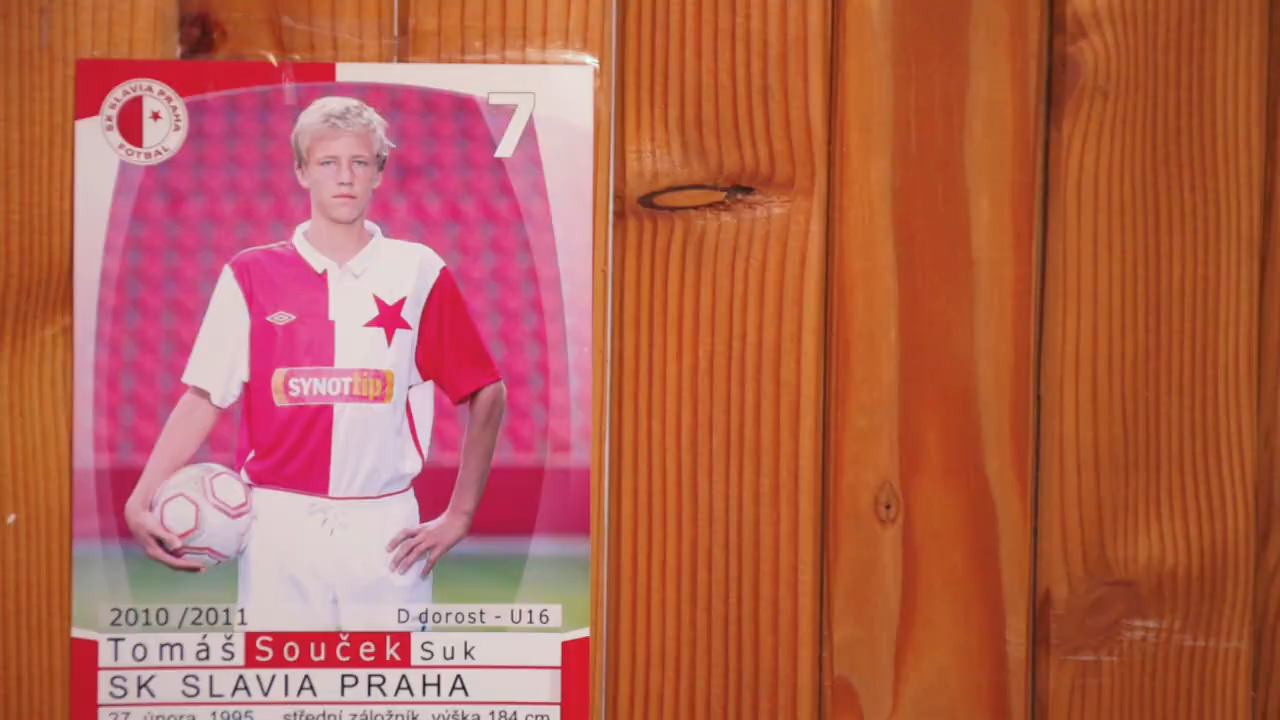 SK SLAVIA PRAHA
FOTBAL
7
SYNOTtip
2010 /2011 D dorost - U16
Tomáš Souček Suk
SK SLAVIA PRAHA
27. února 1995 střední záložník, výška 184 cm